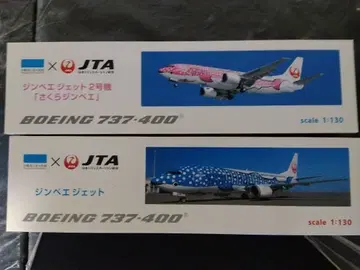 × JTA
ジンベエ ジェット2号機
「さくらジンベエ」
BOEING 737-400®
scale 1:130
× JTA
ジンベエ ジェット
BOEING 737-400®
scale 1:130